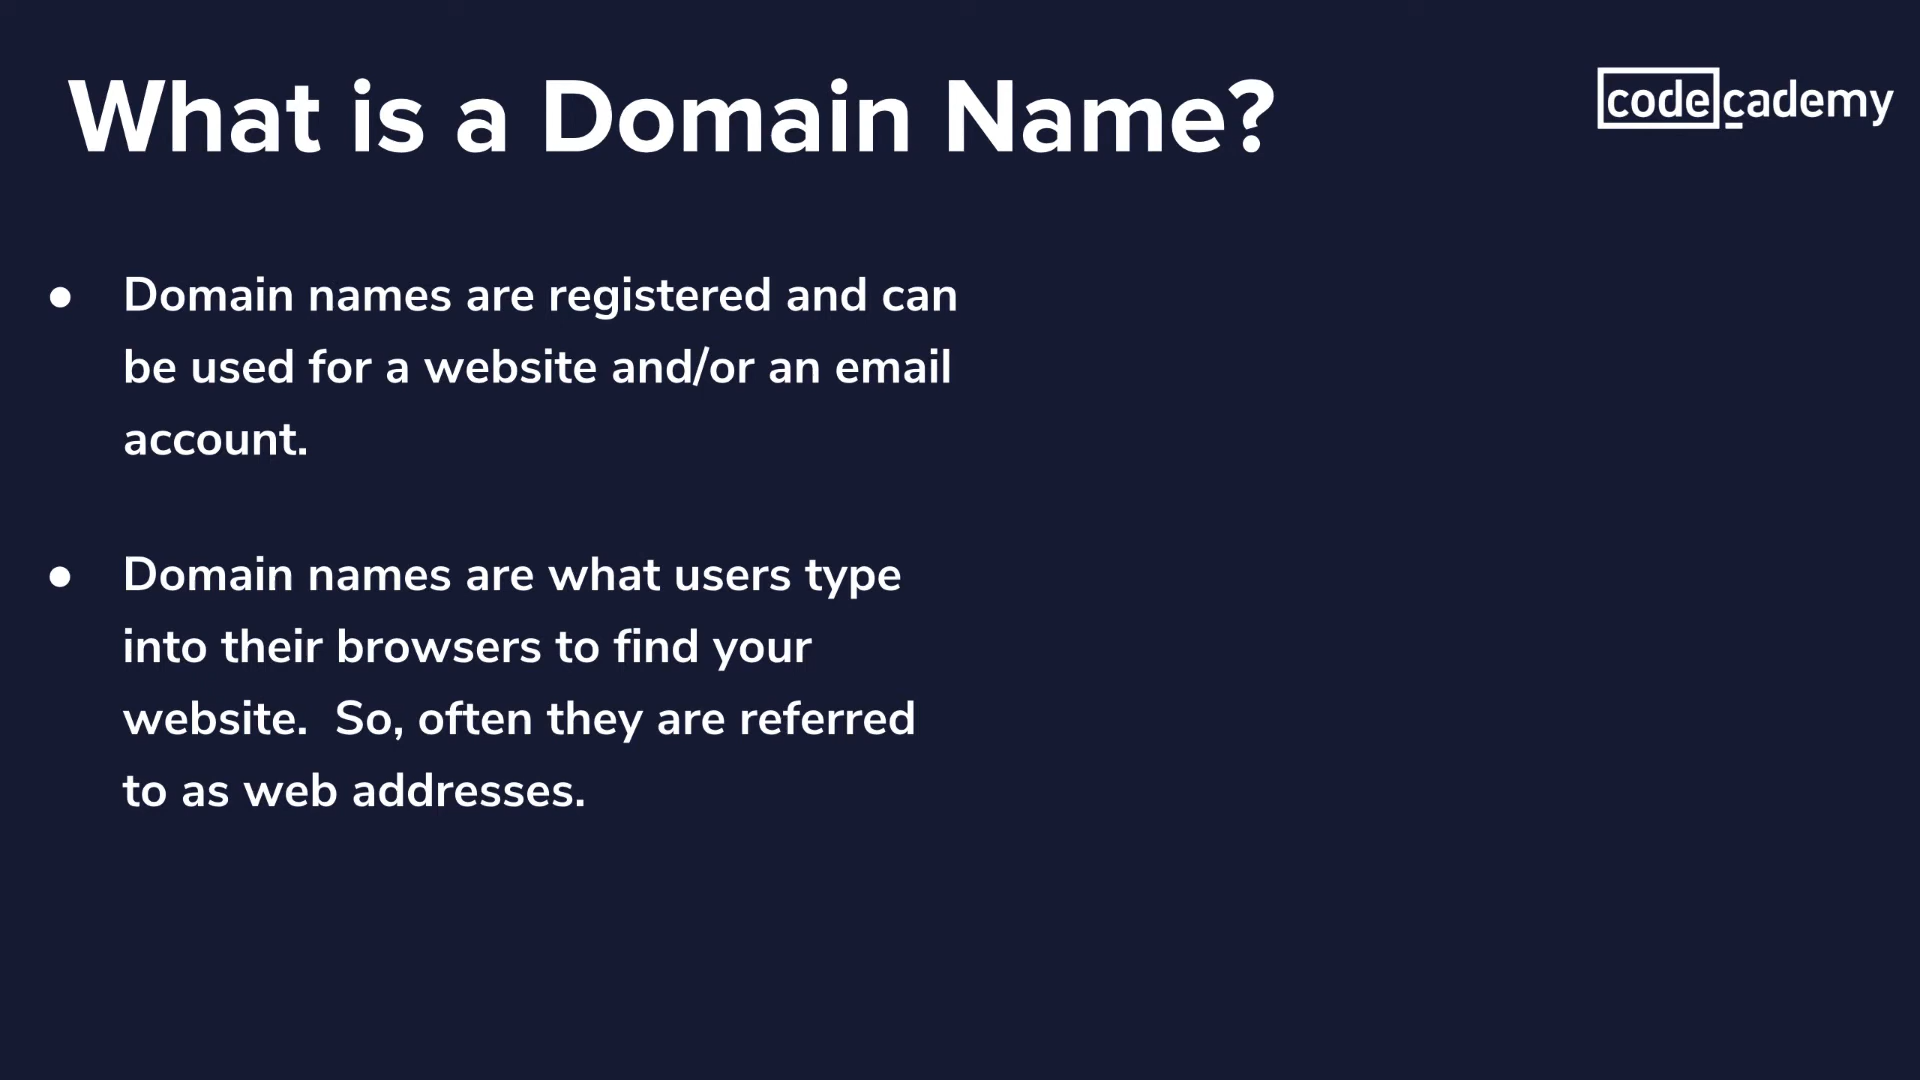 What is a Domain Name?
codecademy
● Domain names are registered and can
be used for a website and/or an email
account.
● Domain names are what users type
into their browsers to find your
website.  So, often they are referred
to as web addresses.